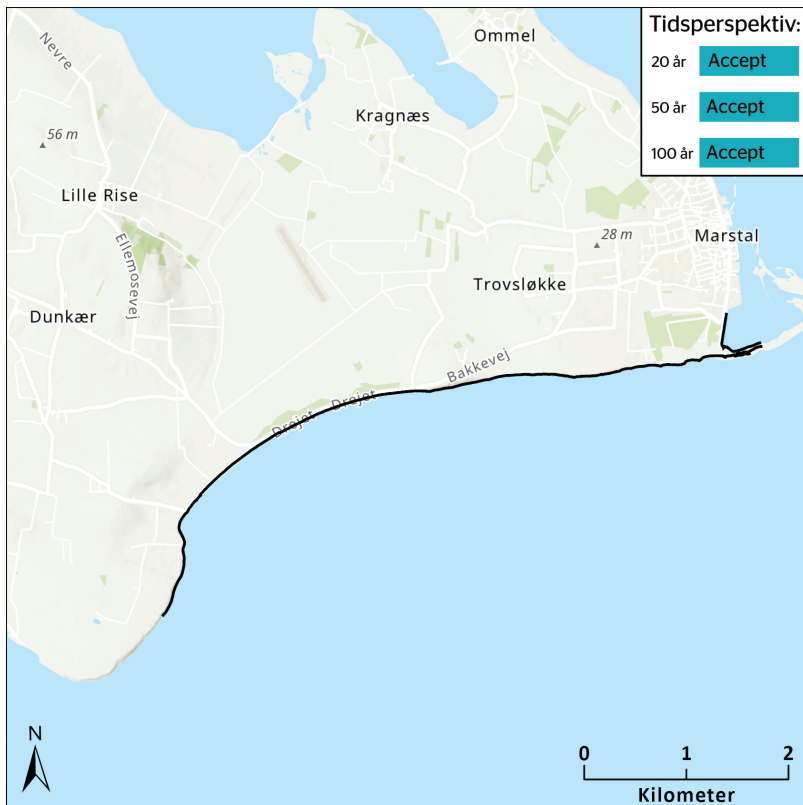 Tidsperspektiv:
20 år Accept
50 år Accept
100 år Accept
Nevre
Ommel
Kragnæs
56 m
Lille Rise
Ellemosevej
28 m
Marstal
Trovsløkke
Dunkær
Bakkevej
Drejet Drejet
N
0 1 2
Kilometer